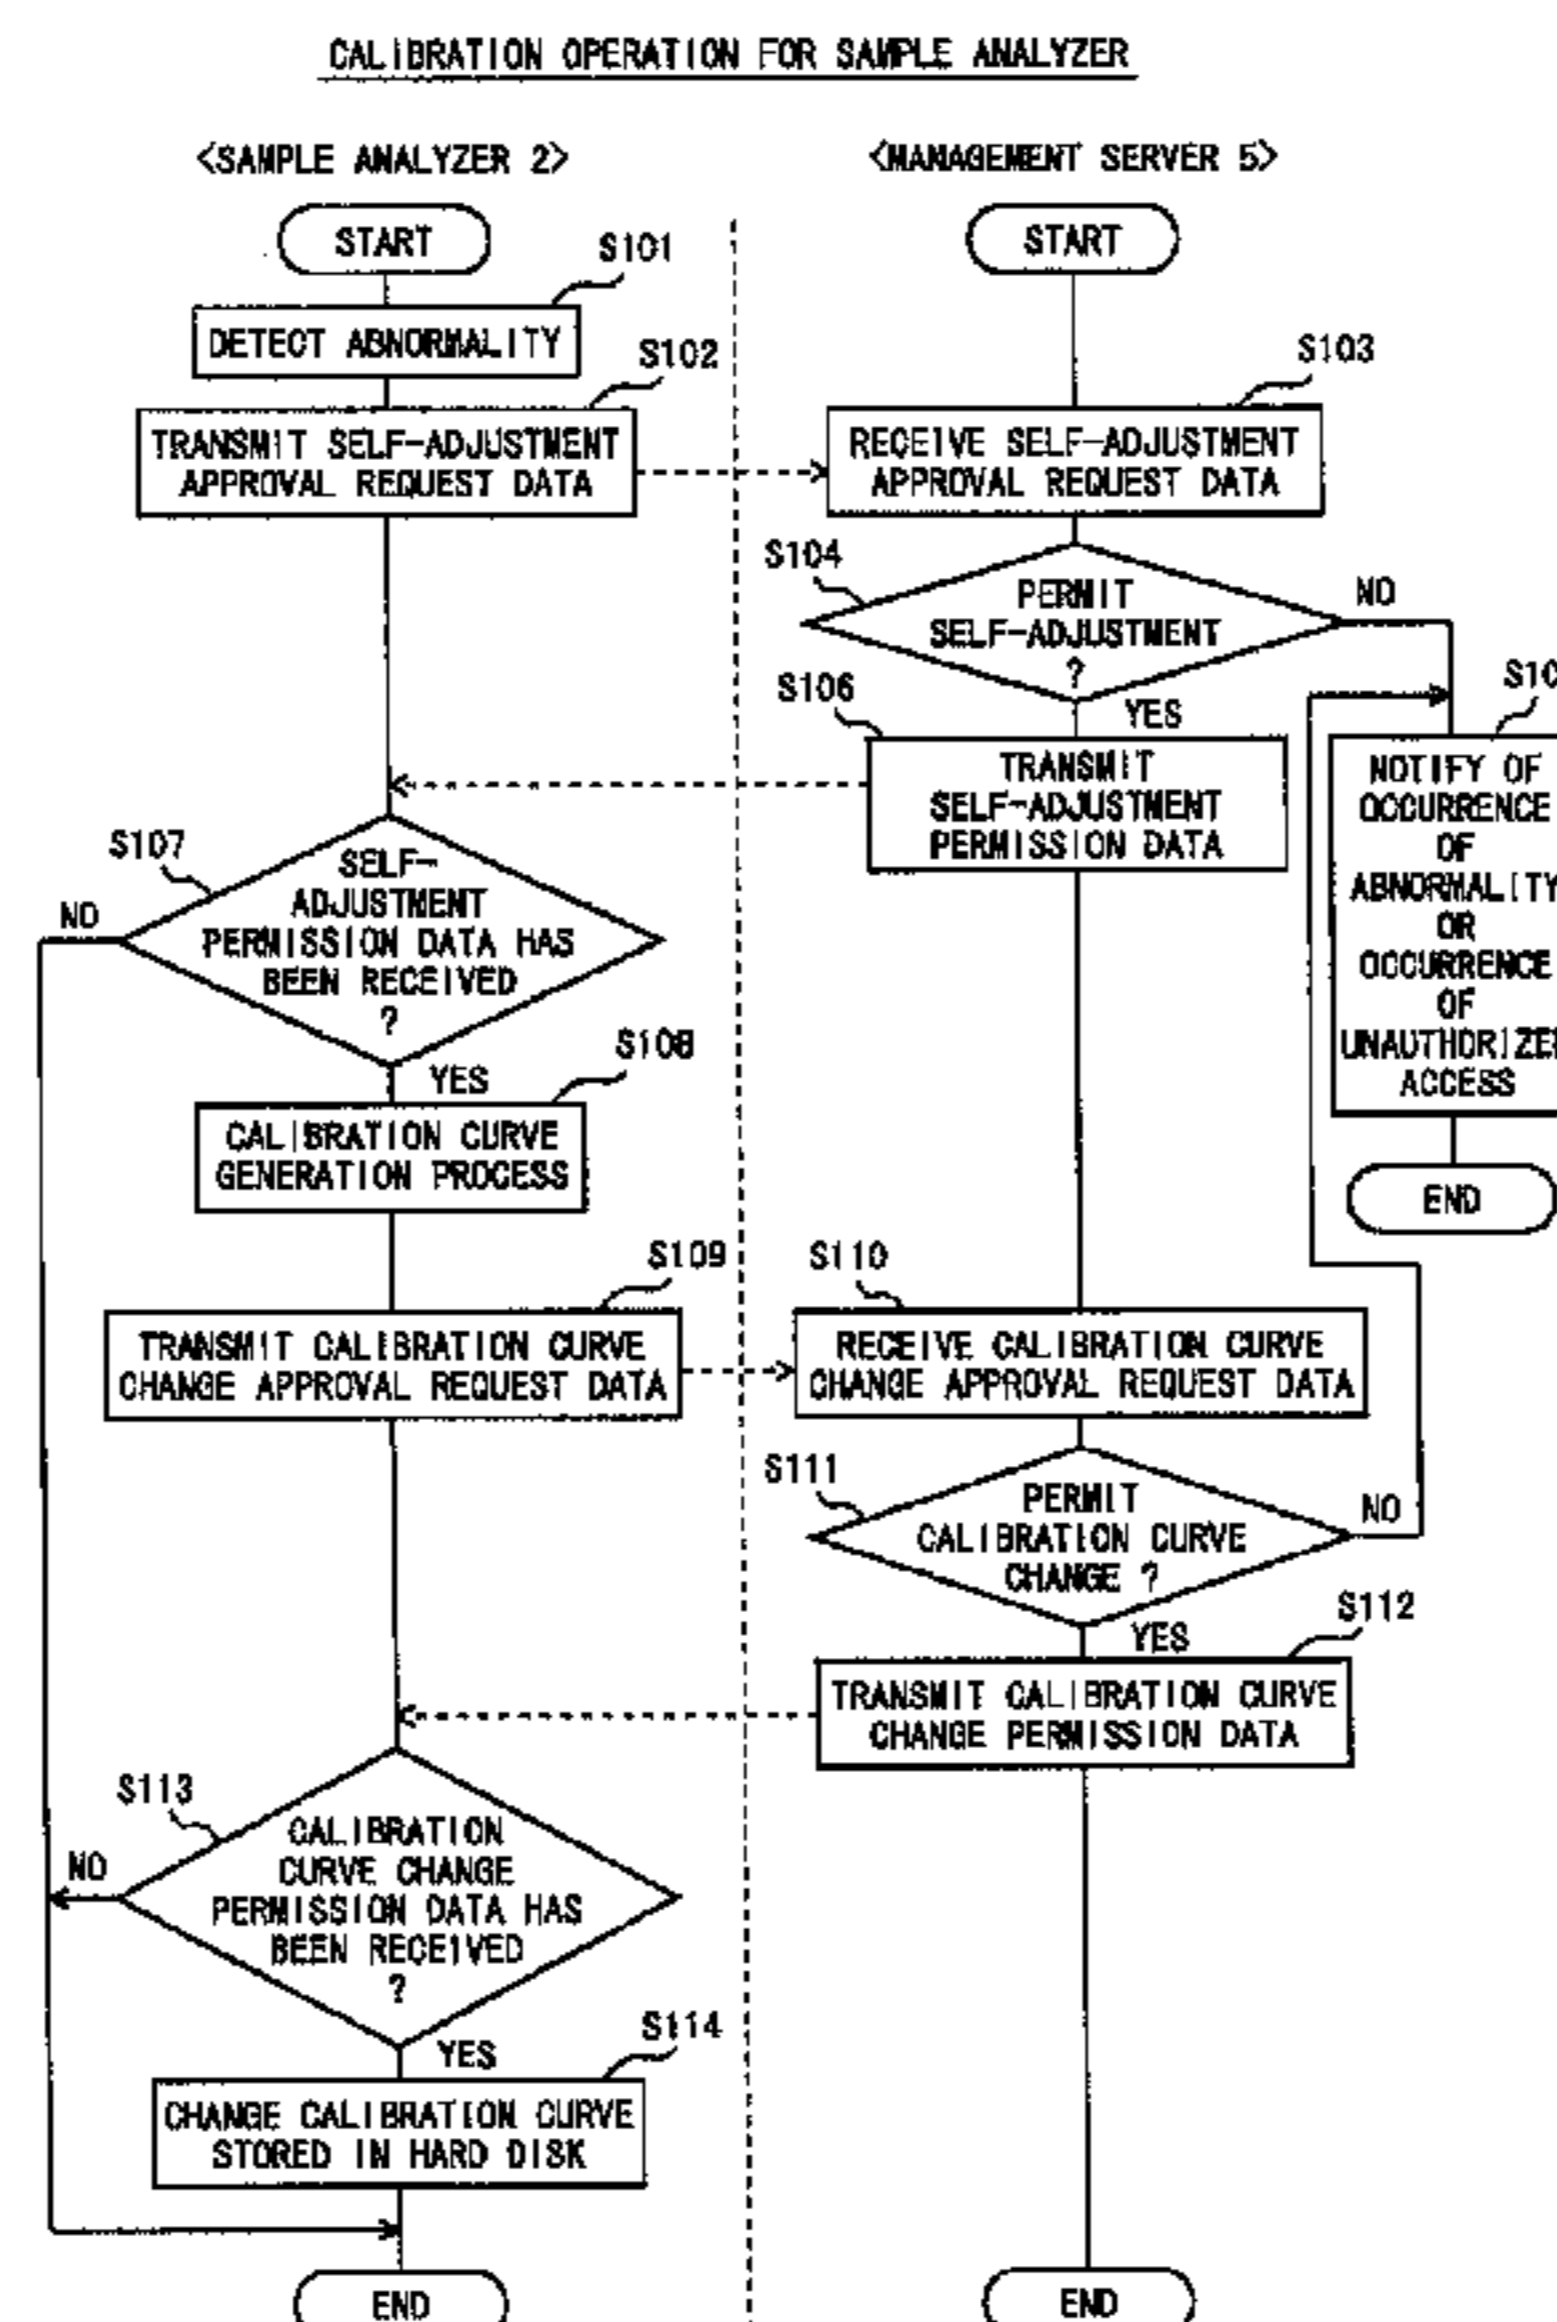 CALIBRATION OPERATION FOR SAMPLE ANALYZER
<SAMPLE ANALYZER 2>
<MANAGEMENT SERVER 5>
START
START
S101
DETECT ABNORMALITY
S102
S103
TRANSMIT SELF-ADJUSTMENT
APPROVAL REQUEST DATA
RECEIVE SELF-ADJUSTMENT
APPROVAL REQUEST DATA
S104
PERMIT
SELF-ADJUSTMENT
?
NO
YES
S106
TRANSMIT
SELF-ADJUSTMENT
PERMISSION DATA
NOTIFY OF
OCCURRENCE
OF
ABNORMALITY
OR
OCCURRENCE
OF
ACCESS
END
S107
SELF-
ADJUSTMENT
PERMISSION DATA HAS
BEEN RECEIVED
?
NO
YES
S108
CALIBRATION CURVE
GENERATION PROCESS
S109
TRANSMIT CALIBRATION CURVE
CHANGE APPROVAL REQUEST DATA
S110
RECEIVE CALIBRATION CURVE
CHANGE APPROVAL REQUEST DATA
S111
PERMIT
CALIBRATION CURVE
CHANGE ?
NO
YES
S112
TRANSMIT CALIBRATION CURVE
CHANGE PERMISSION DATA
S113
CALIBRATION
CURVE CHANGE
PERMISSION DATA HAS
BEEN RECEIVED
?
NO
YES
S114
CHANGE CALIBRATION CURVE
STORED IN HARD DISK
END
END